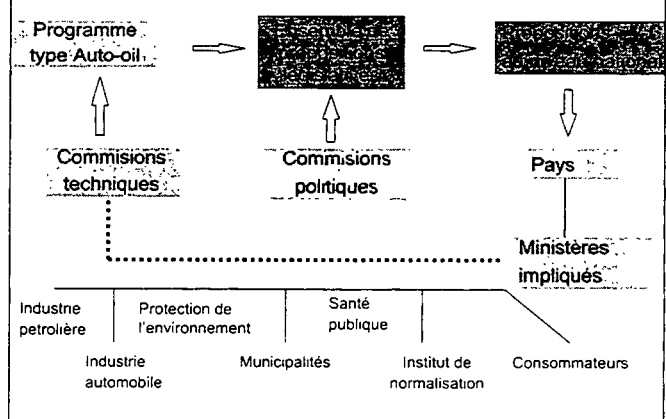 Programme
type Auto-oil
Commisions
techniques
Commisions
politiques
Pays
Ministères
impliqués
Industrie
petrolière
Protection de
l'environnement
Santé
publique
Industrie
automobile
Municipalités
Institut de
normalisation
Consommateurs